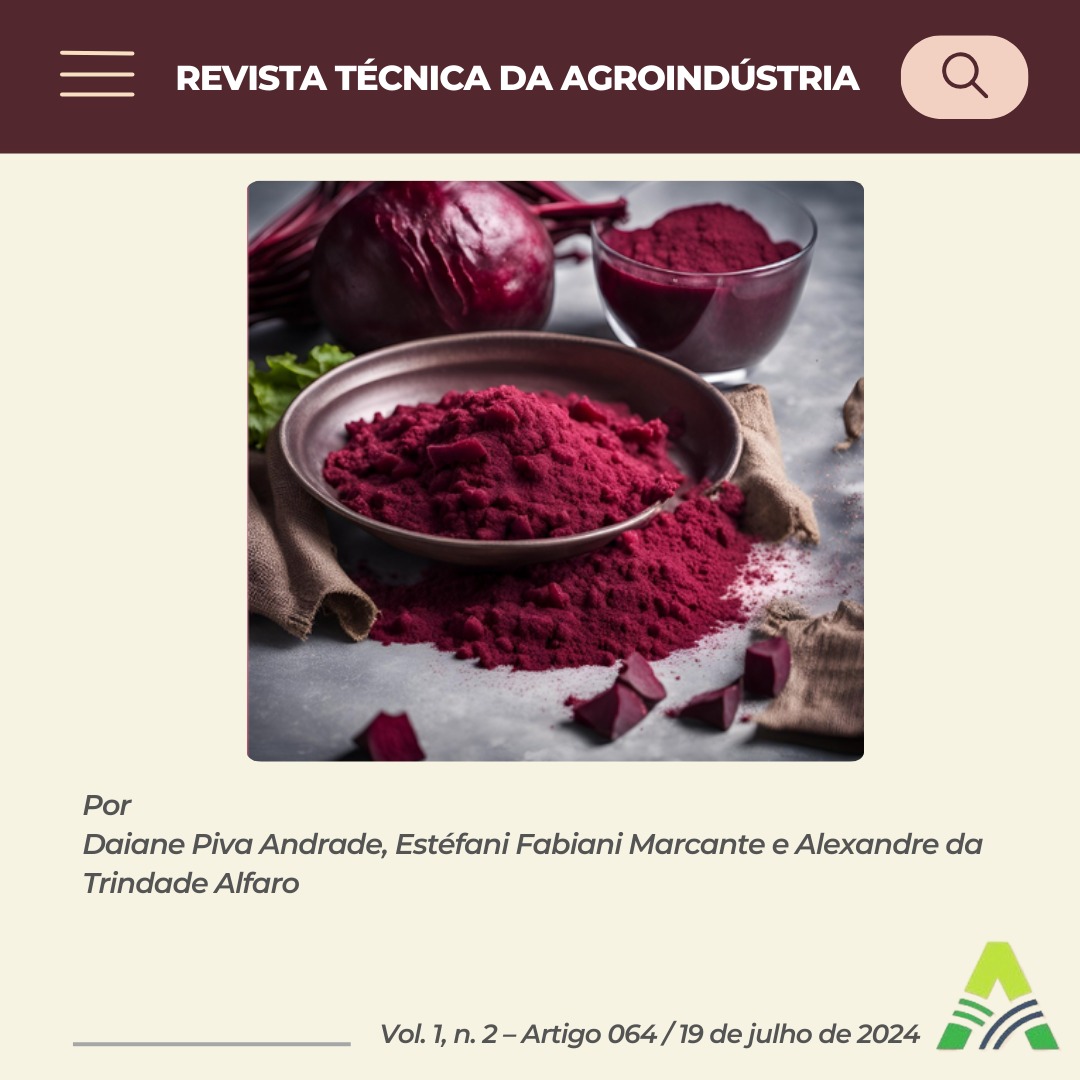 REVISTA TÉCNICA DA AGROINDÚSTRIA
Por
Daiane Piva Andrade, Estéfani Fabiani Marcante e Alexandre da
Trindade Alfaro
Vol. 1, n. 2 – Artigo 064 / 19 de julho de 2024